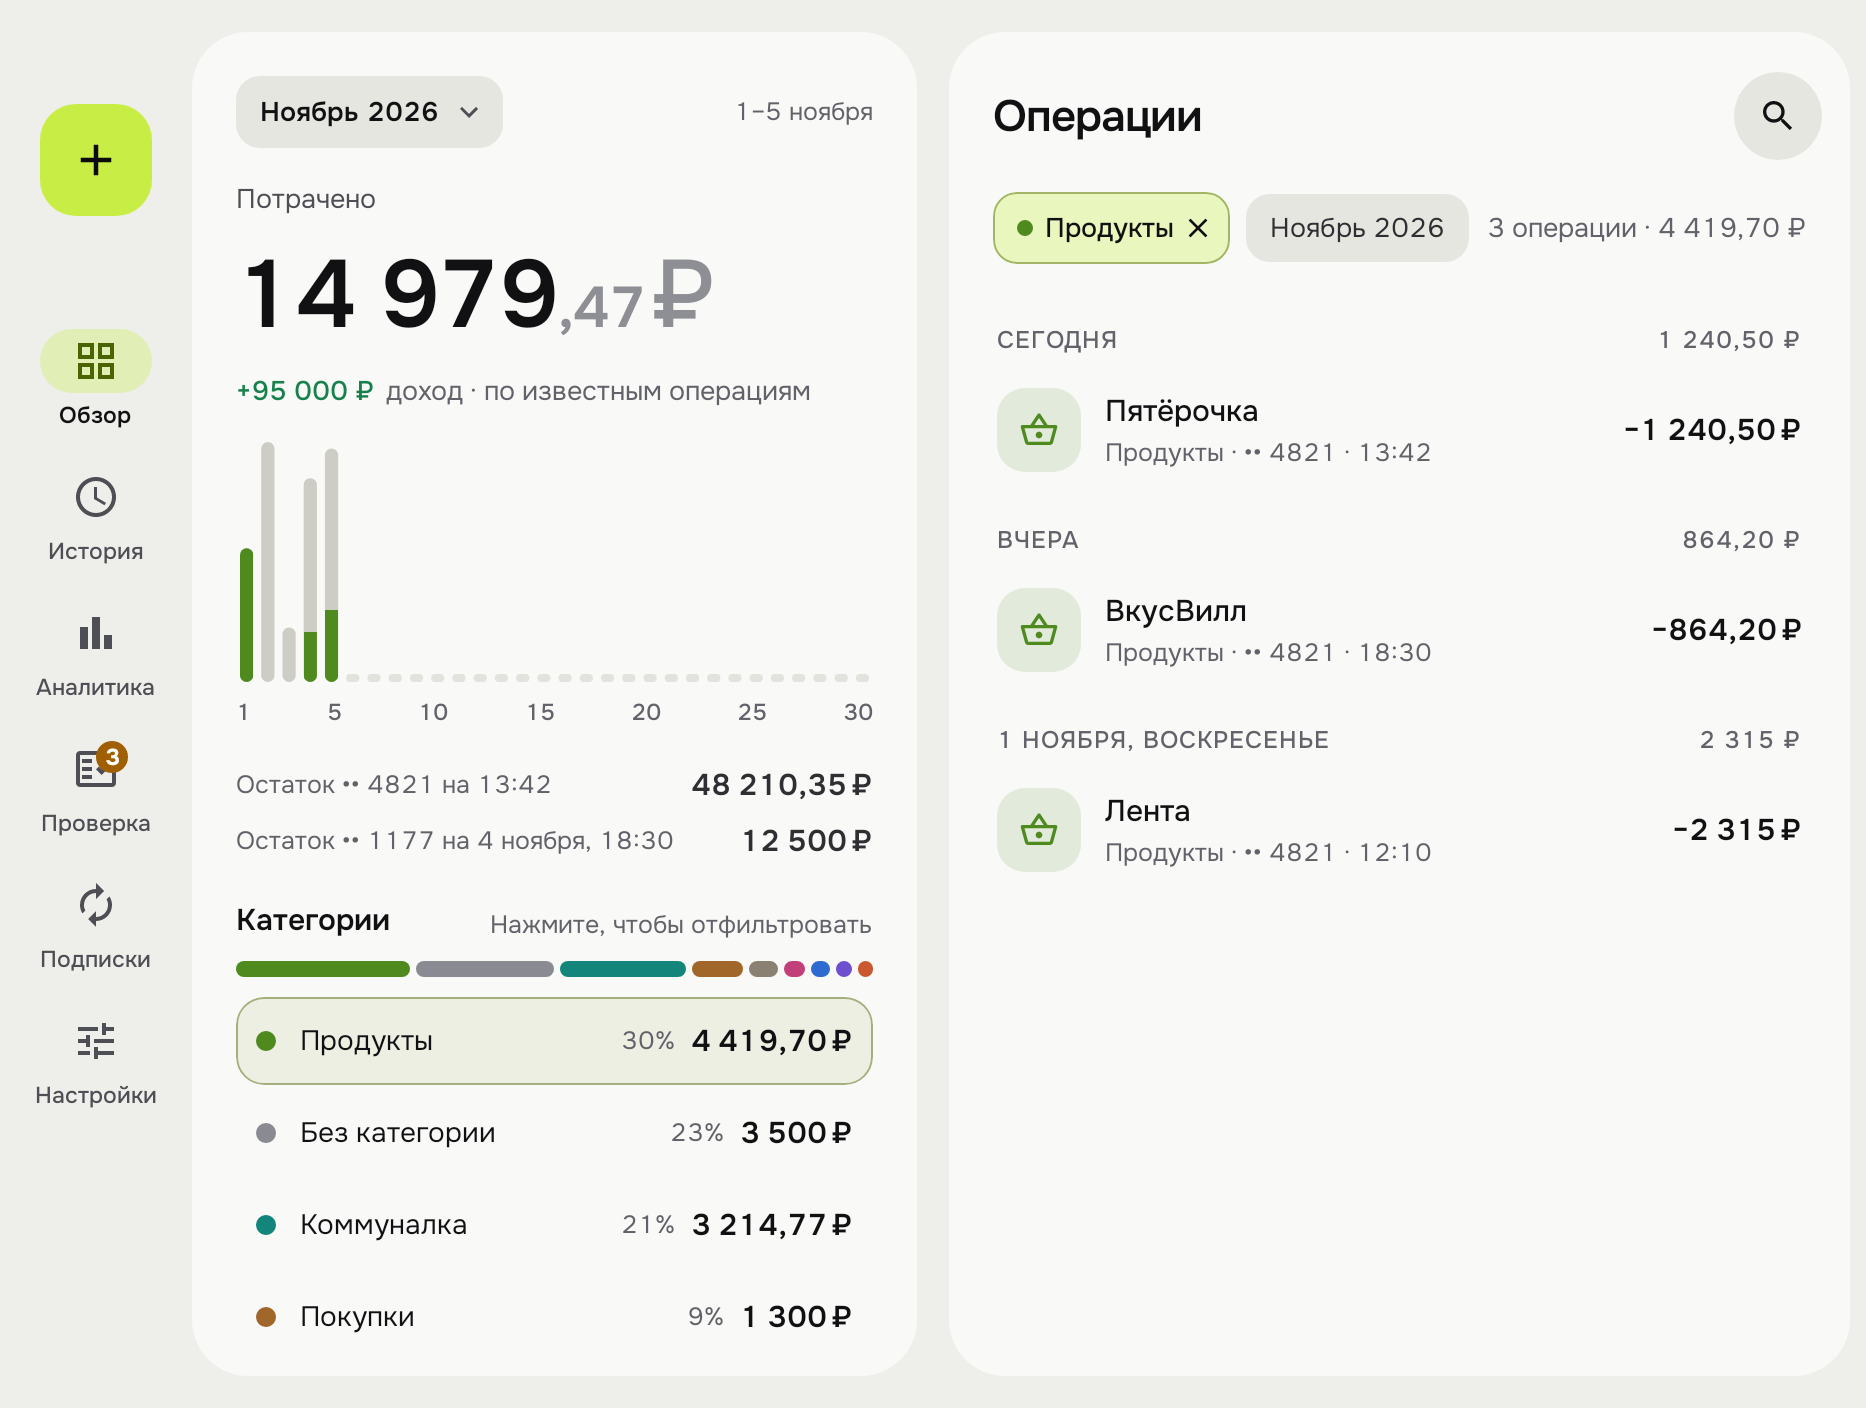 Обзор
История
Аналитика
3
Проверка
Подписки
Настройки
Ноябрь 2026
1–5 ноября
Потрачено
14 979,47 ₽
+95 000 ₽ доход · по известным операциям
1 5 10 15 20 25 30
Остаток •• 4821 на 13:42 48 210,35 ₽
Остаток •• 1177 на 4 ноября, 18:30 12 500 ₽
Категории Нажмите, чтобы отфильтровать
Продукты 30% 4 419,70 ₽
Без категории 23% 3 500 ₽
Коммуналка 21% 3 214,77 ₽
Покупки 9% 1 300 ₽
Операции
Продукты Ноябрь 2026 3 операции · 4 419,70 ₽
СЕГОДНЯ 1 240,50 ₽
Пятёрочка
Продукты · •• 4821 · 13:42
−1 240,50 ₽
ВЧЕРА 864,20 ₽
ВкусВилл
Продукты · •• 4821 · 18:30
−864,20 ₽
1 НОЯБРЯ, ВОСКРЕСЕНЬЕ 2 315 ₽
Лента
Продукты · •• 4821 · 12:10
−2 315 ₽